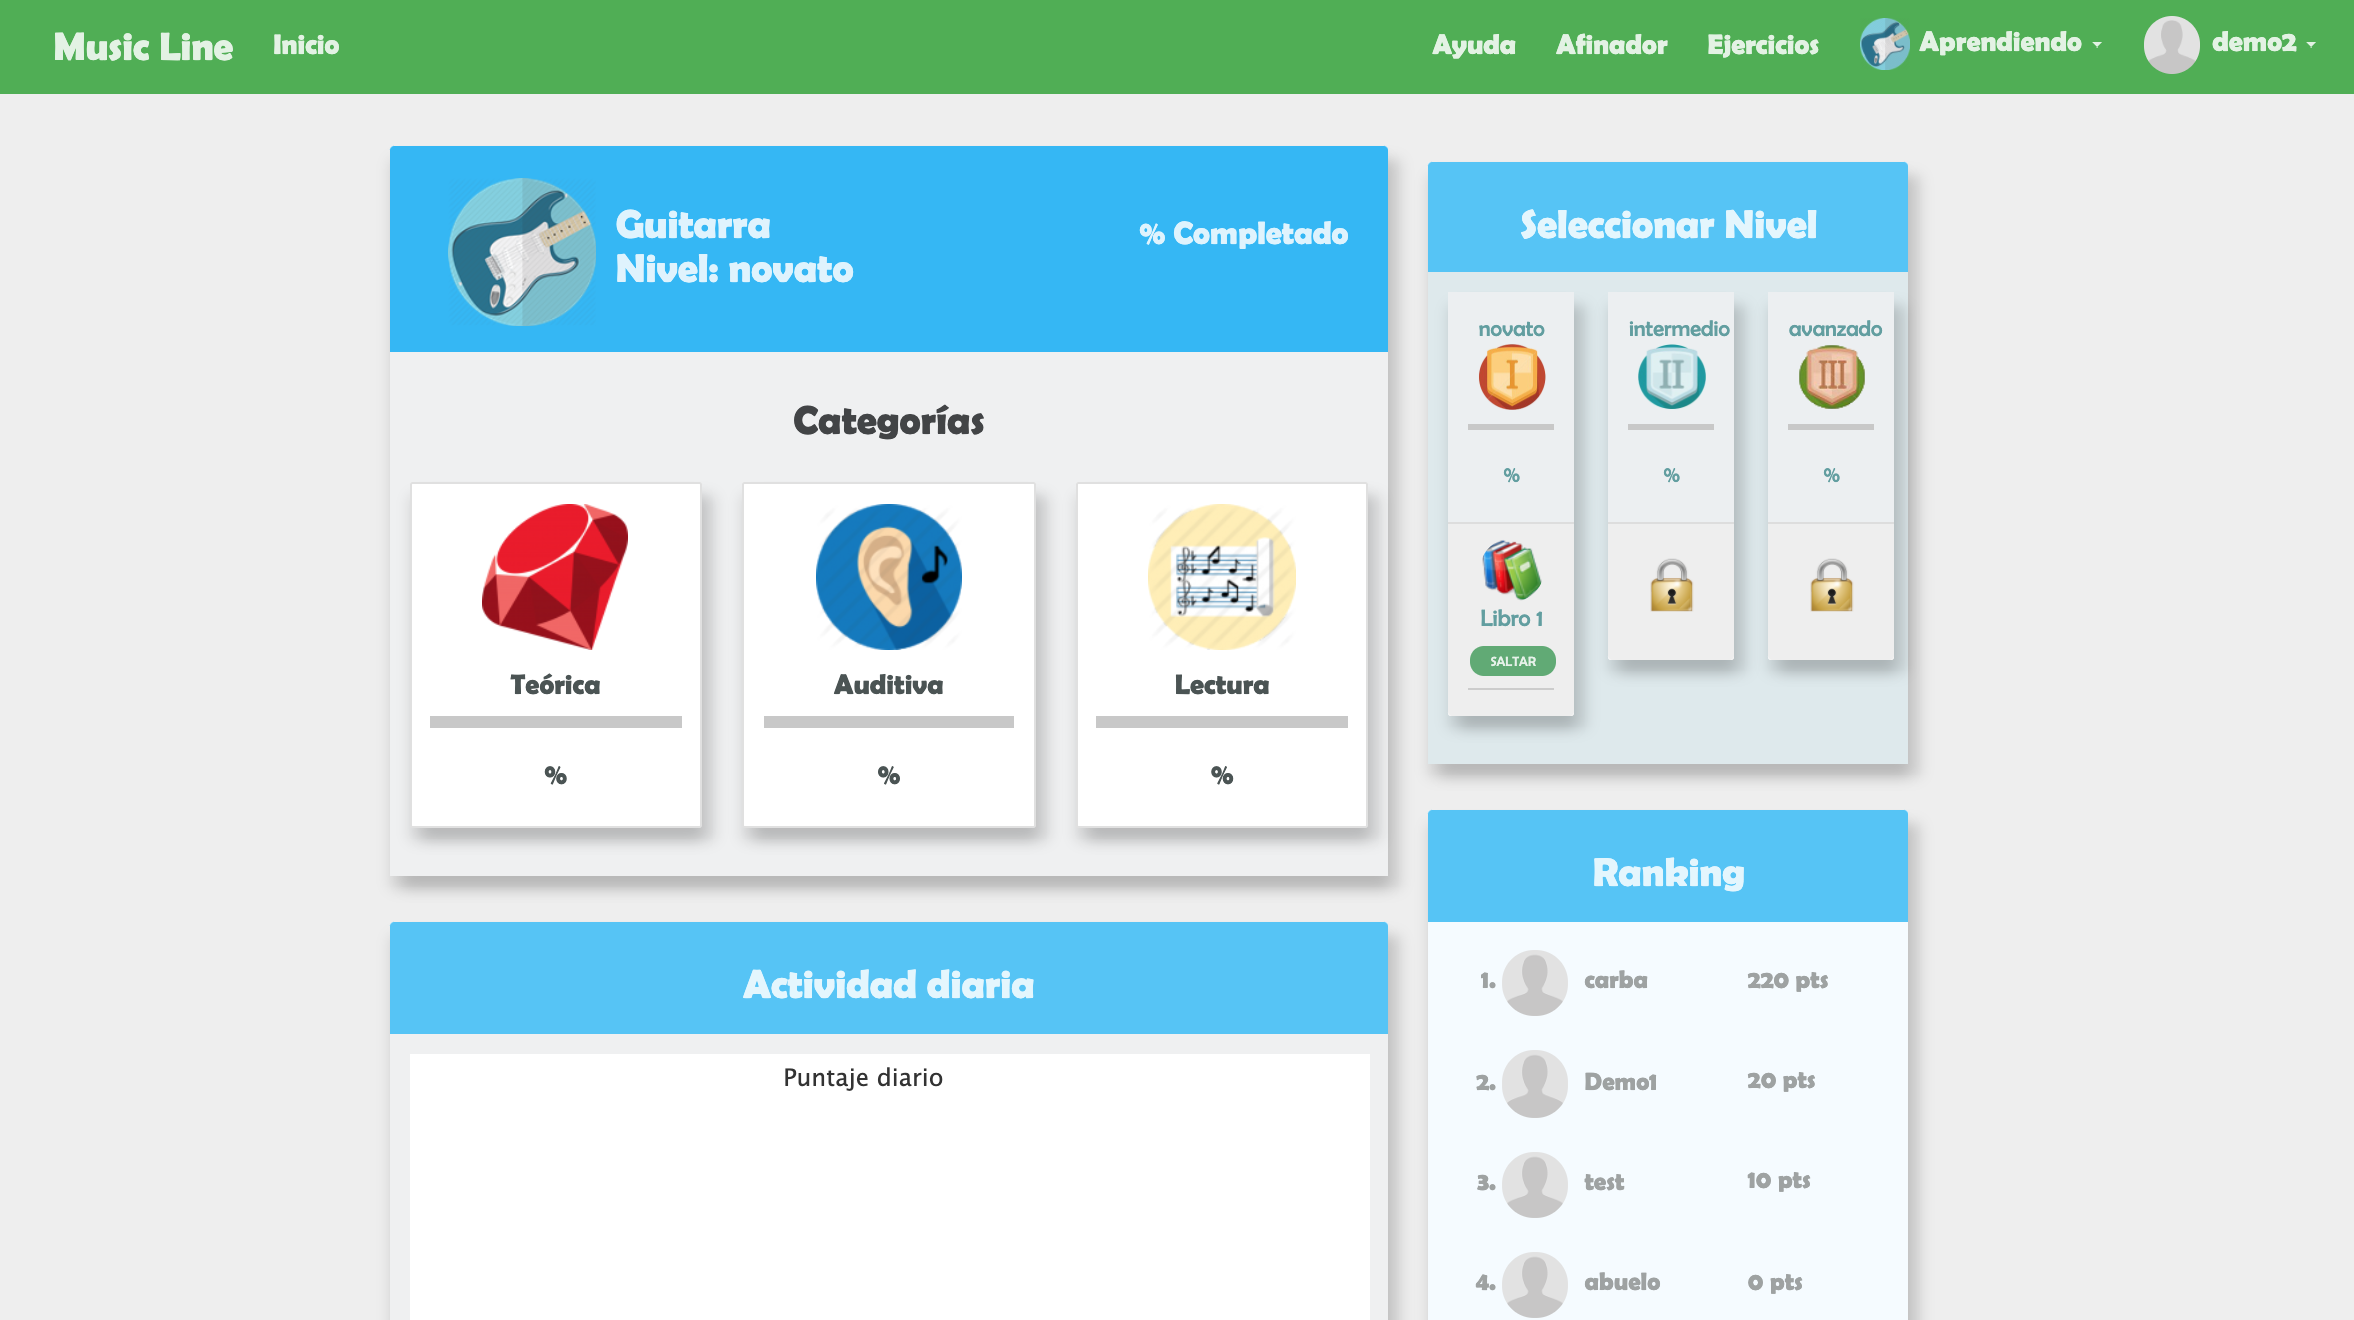 Music Line
Inicio
Ayuda
Afinador
Ejercicios
Aprendiendo
demo2
Guitarra
Nivel: novato
% Completado
Categorías
Teórica
%
Auditiva
%
Lectura
%
Actividad diaria
Puntaje diario
Seleccionar Nivel
novato
I
%
Libro 1
SALTAR
intermedio
II
%
avanzado
III
%
Ranking
1. carba 220 pts
2. Demo1 20 pts
3. test 10 pts
4. abuelo 0 pts